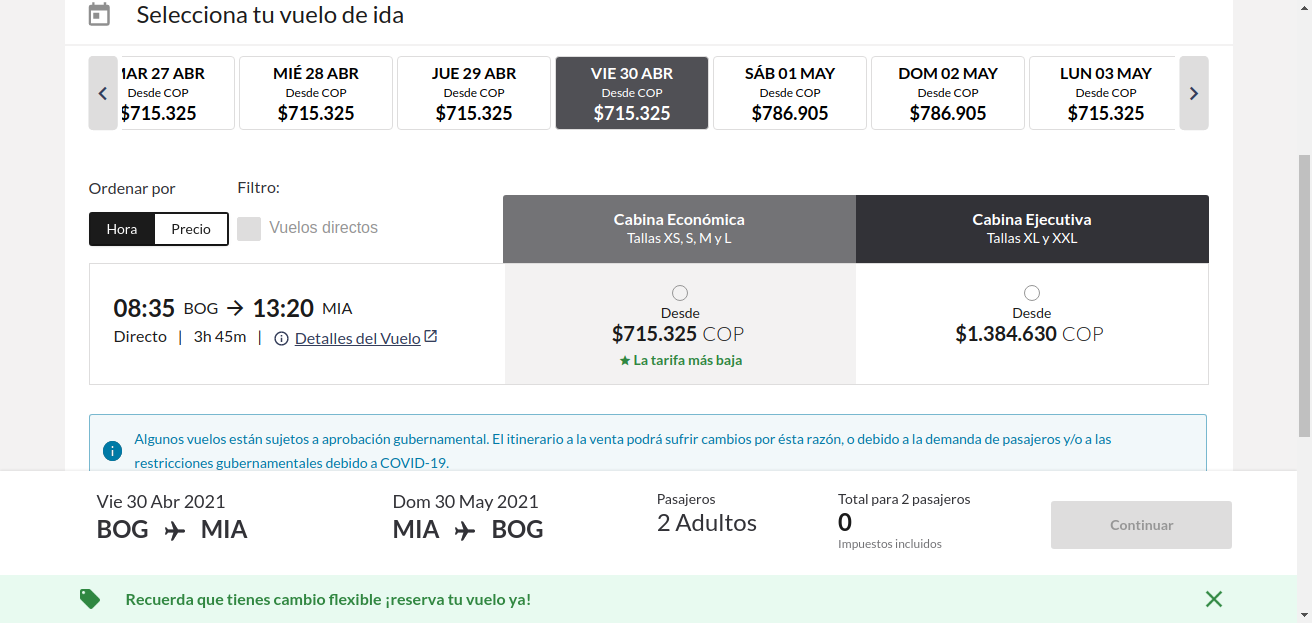 Selecciona tu vuelo de ida
MAR 27 ABR
Desde COP
$715.325
MIÉ 28 ABR
Desde COP
$715.325
JUE 29 ABR
Desde COP
$715.325
VIE 30 ABR
Desde COP
$715.325
SÁB 01 MAY
Desde COP
$786.905
DOM 02 MAY
Desde COP
$786.905
LUN 03 MAY
Desde COP
$715.325
Ordenar por
Filtro:
Hora
Precio
Vuelos directos
Cabina Económica
Tallas XS, S, M y L
Cabina Ejecutiva
Tallas XL y XXL
08:35 BOG → 13:20 MIA
Directo | 3h 45m | Detalles del Vuelo
Desde
$715.325 COP
★ La tarifa más baja
Desde
$1.384.630 COP
Algunos vuelos están sujetos a aprobación gubernamental. El itinerario a la venta podrá sufrir cambios por ésta razón, o debido a la demanda de pasajeros y/o a las
restricciones gubernamentales debido a COVID-19.
Vie 30 Abr 2021
BOG MIA
Dom 30 May 2021
MIA BOG
Pasajeros
2 Adultos
Total para 2 pasajeros
0
Impuestos incluidos
Continuar
Recuerda que tienes cambio flexible ¡reserva tu vuelo ya!